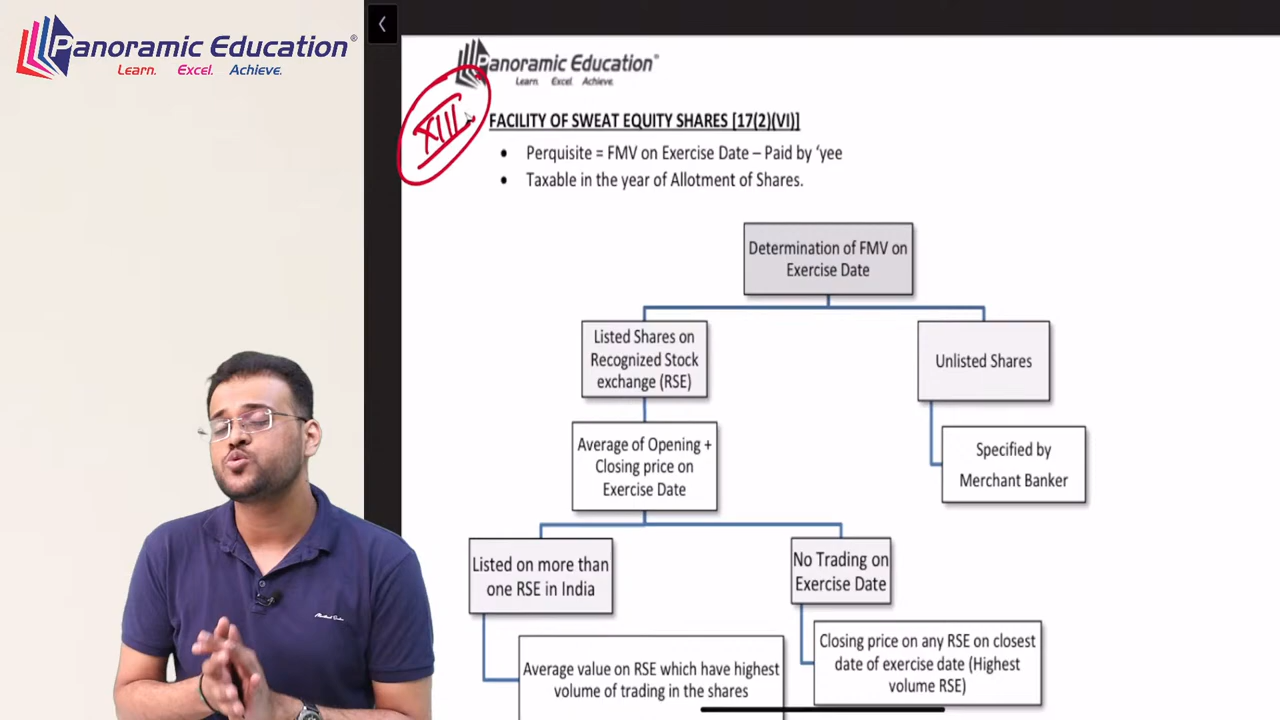 Panoramic Education®
Learn. Excel. Achieve.
Panoramic Education®
Learn. Excel. Achieve.
XIII
FACILITY OF SWEAT EQUITY SHARES [17(2)(VI)]
• Perquisite = FMV on Exercise Date – Paid by ‘yee
• Taxable in the year of Allotment of Shares.
Determination of FMV on
Exercise Date
Listed Shares on
Recognized Stock
exchange (RSE)
Unlisted Shares
Average of Opening +
Closing price on
Exercise Date
Specified by
Merchant Banker
Listed on more than
one RSE in India
No Trading on
Exercise Date
Average value on RSE which have highest
volume of trading in the shares
Closing price on any RSE on closest
date of exercise date (Highest
volume RSE)